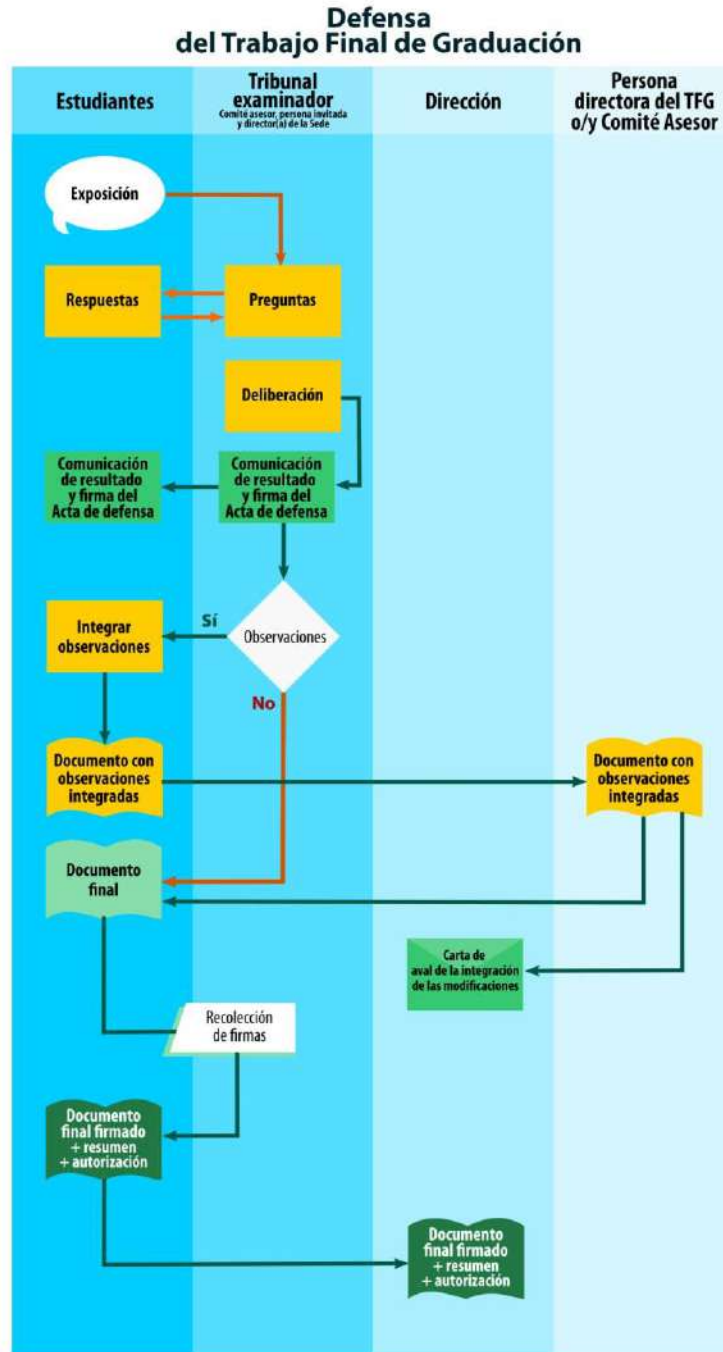 Defensa
del Trabajo Final de Graduación
Estudiantes
Tribunal
examinador
Comité asesor, persona invitada
y director(a) de la Sede
Dirección
Persona
directora del TFG
o/y Comité Asesor
Exposición
Respuestas
Preguntas
Deliberación
Comunicación
de resultado
y firma del
Acta de defensa
Comunicación
de resultado
y firma del
Acta de defensa
Integrar
observaciones
Sí
Observaciones
No
Documento con
observaciones
integradas
Documento con
observaciones
integradas
Documento
final
Carta de
aval de la integración
de las modificaciones
Recolección
de firmas
Documento
final firmado
+ resumen
+ autorización
Documento
final firmado
+ resumen
+ autorización